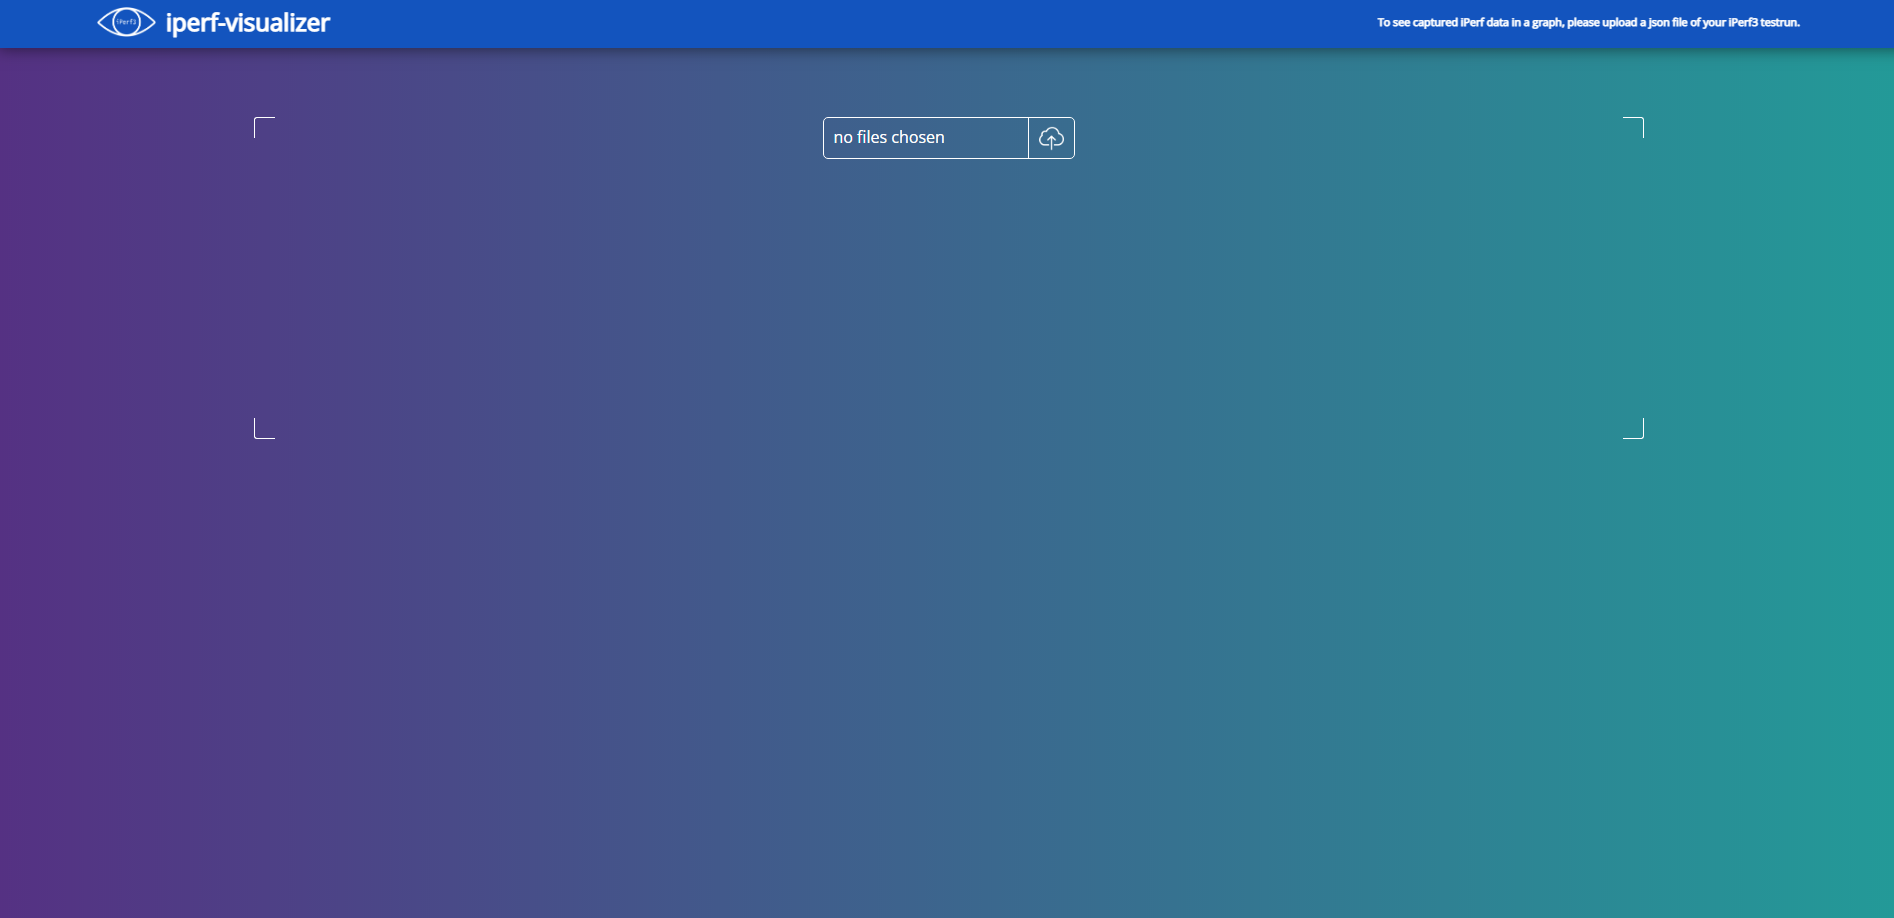 iPerf3
iperf-visualizer
To see captured iPerf data in a graph, please upload a json file of your iPerf3 testrun.
no files chosen